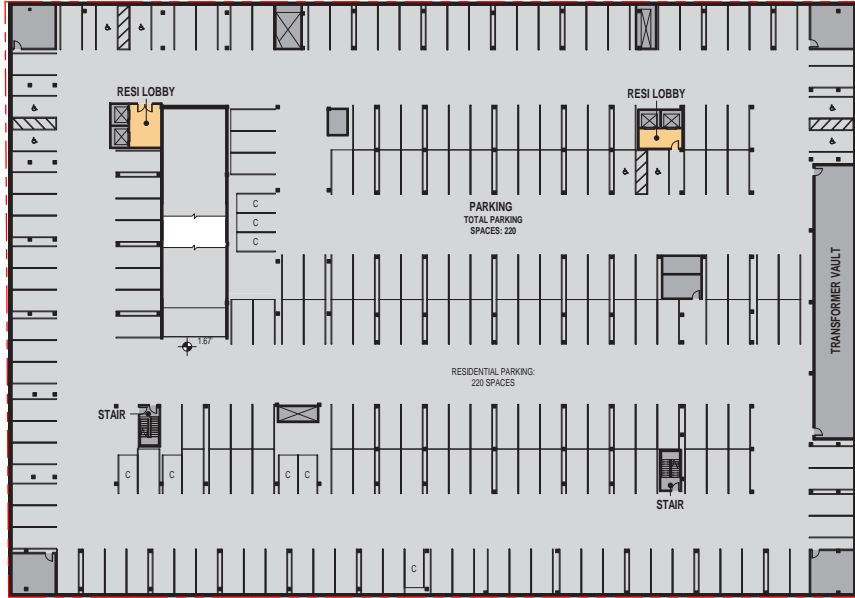 RESI LOBBY
RESI LOBBY
C
C
C
PARKING
TOTAL PARKING
SPACES: 220
TRANSFORMER VAULT
1.67'
RESIDENTIAL PARKING:
220 SPACES
STAIR
C
C
C
C
STAIR
C